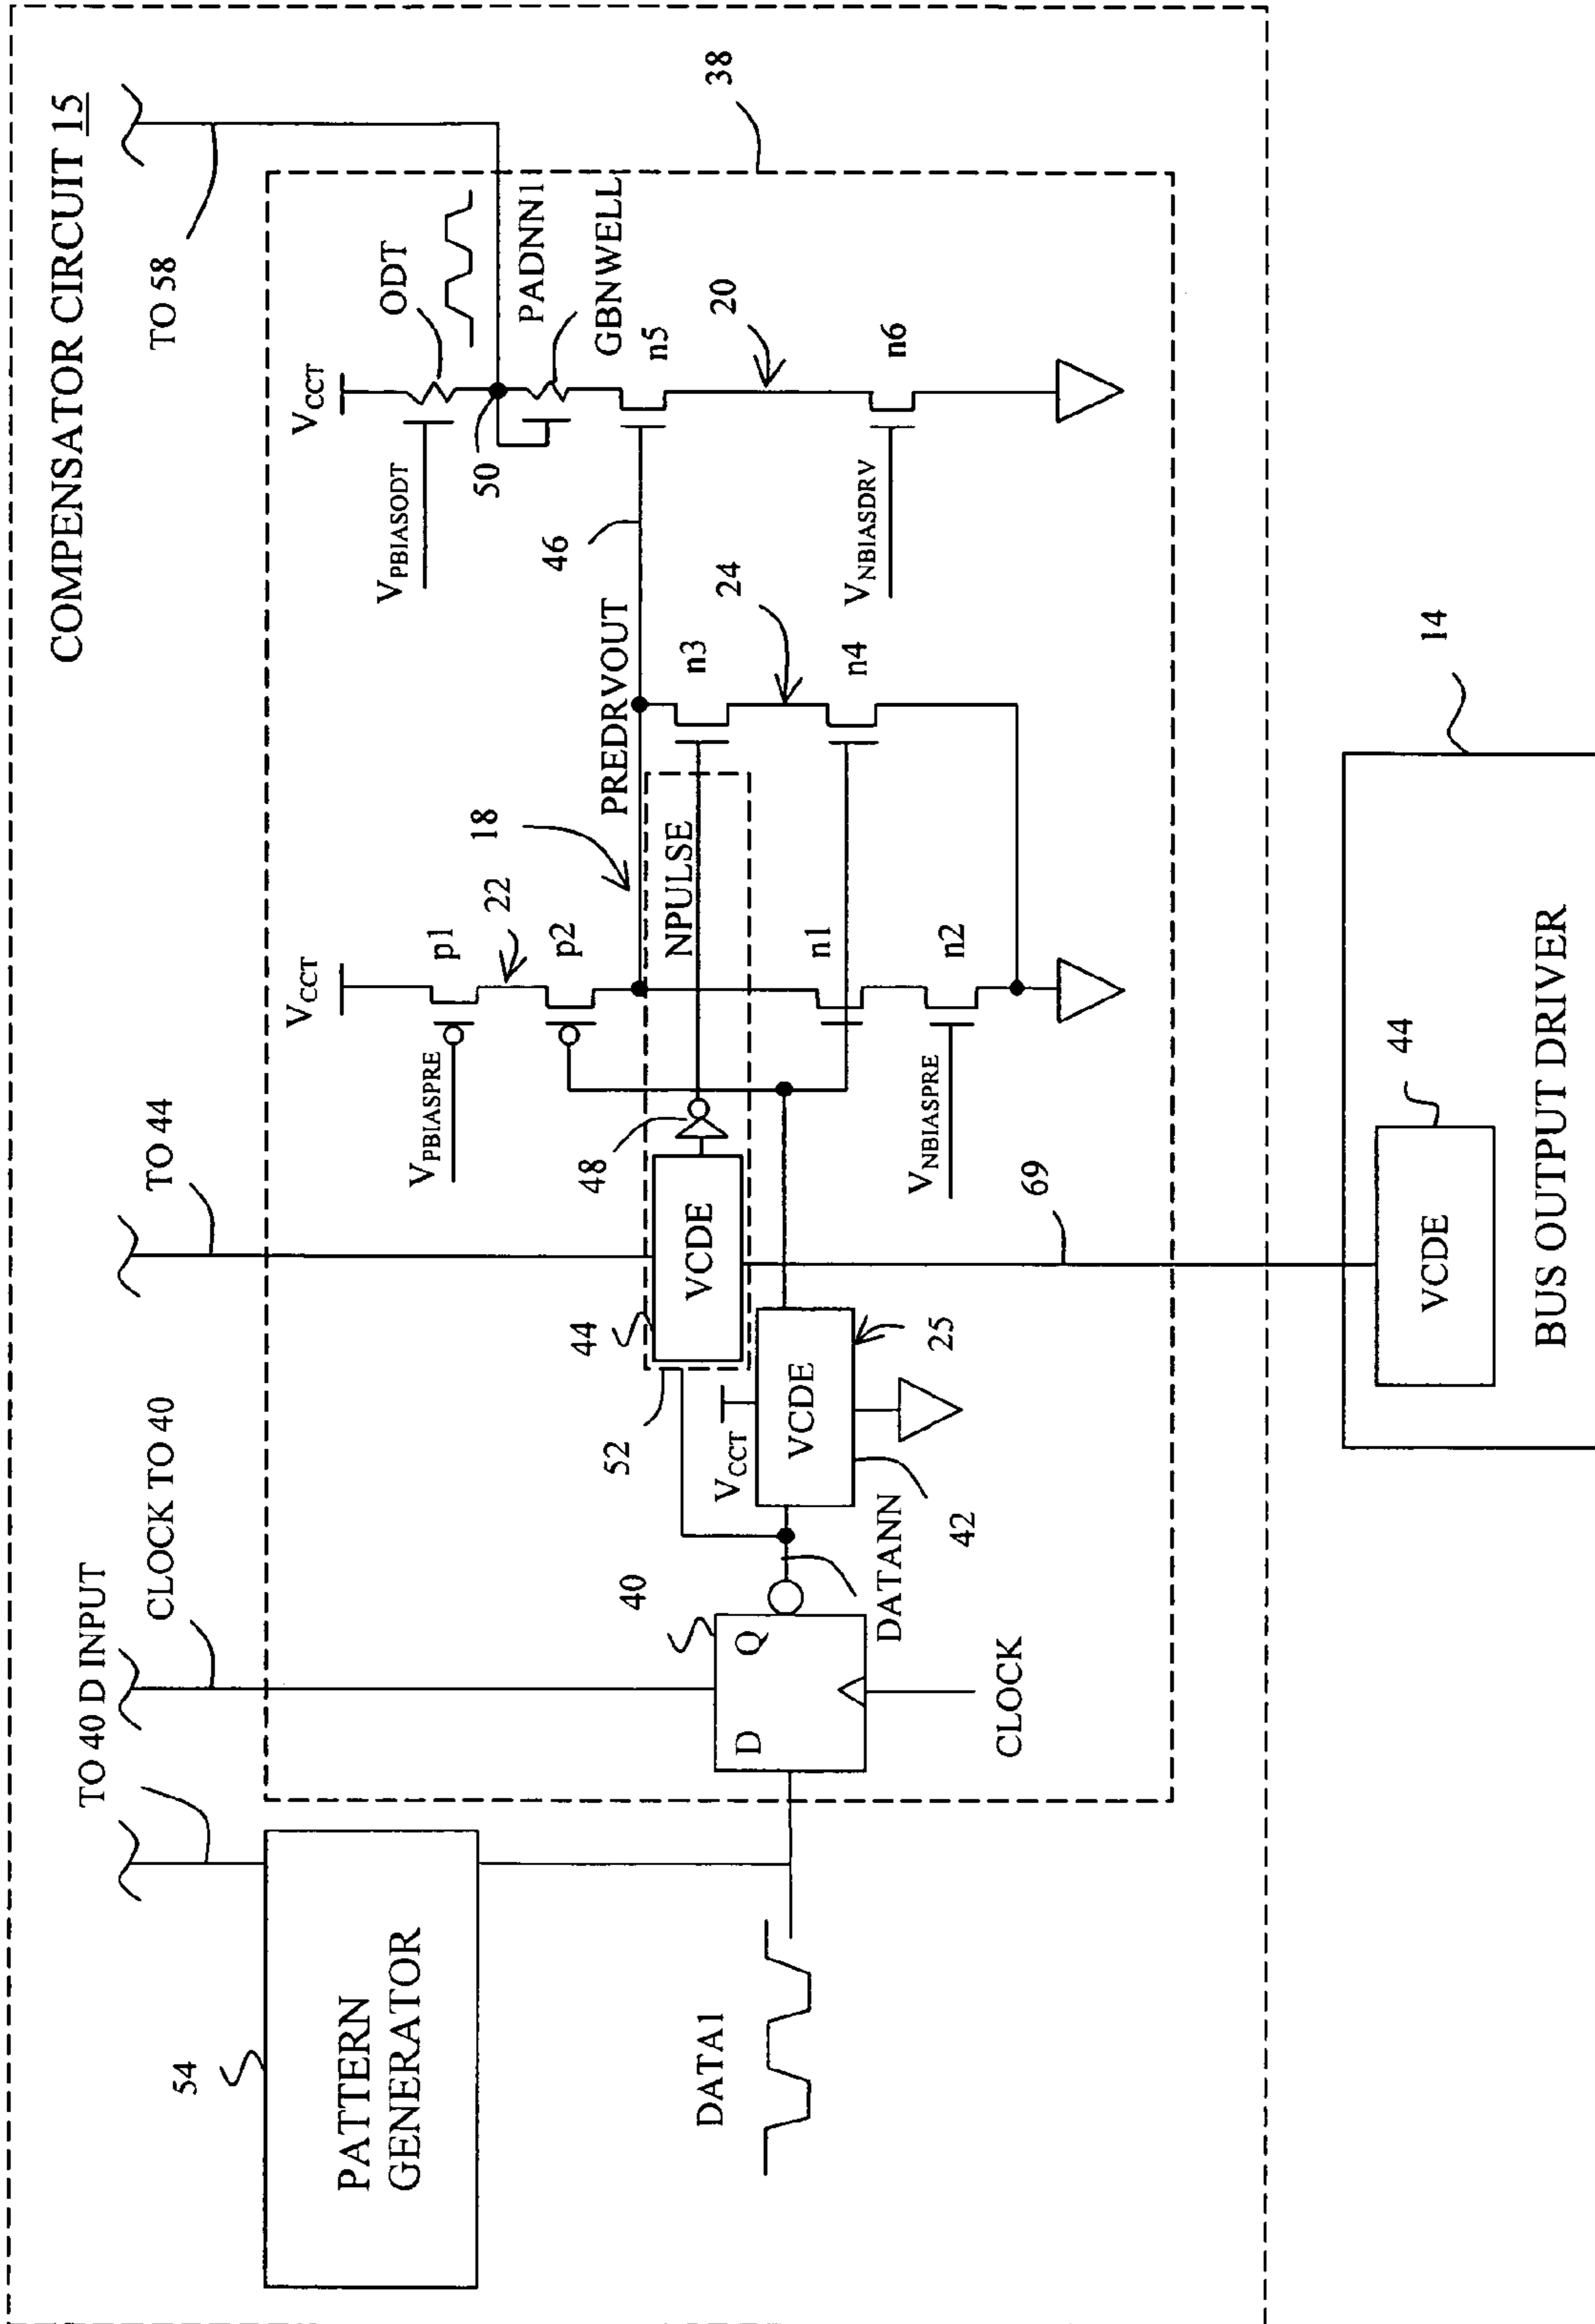 COMPENSATOR CIRCUIT 15
TO 40 D INPUT
CLOCK TO 40
TO 44
TO 58
38
54
PATTERN
GENERATOR
DATA1
D
Q
40
CLOCK
DATANN
42
VCDE
25
V_CCT
52
44
VCDE
48
NPULSE
V_CCT
V_PBIASPRE
p1
22
p2
18
PREDRVOUT
n1
n2
V_NBIASPRE
69
n3
24
n4
46
V_CCT
V_PBIASODT
ODT
50
PADNN1
GBNWELL
n5
20
n6
V_NBIASDRV
14
44
VCDE
BUS OUTPUT DRIVER